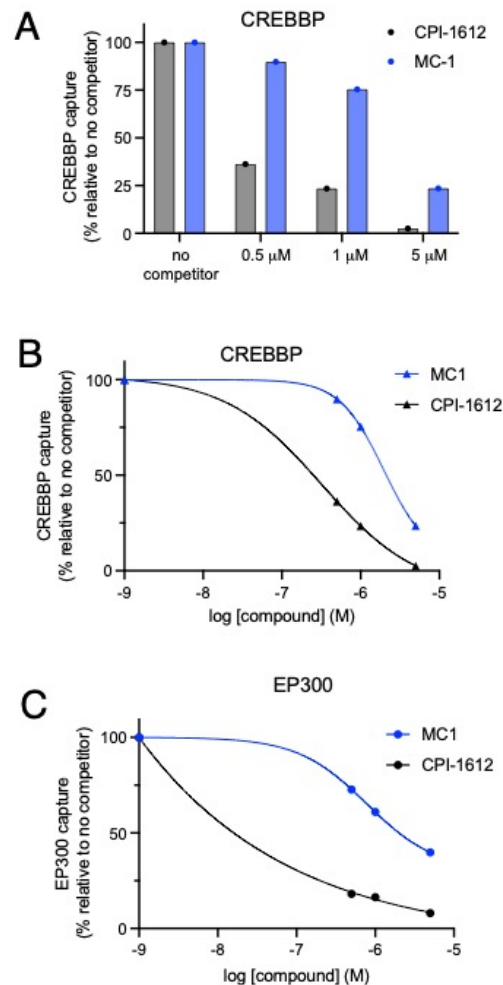 A
CREBBP
CPI-1612
MC-1
CREBBP capture
(% relative to no competitor)
100
75
50
25
0
no
competitor
0.5 μM
1 μM
5 μM
B
CREBBP
MC1
CPI-1612
CREBBP capture
(% relative to no competitor)
100
50
0
-9
-8
-7
-6
-5
log [compound] (M)
C
EP300
MC1
CPI-1612
EP300 capture
(% relative to no competitor)
100
50
0
-9
-8
-7
-6
-5
log [compound] (M)